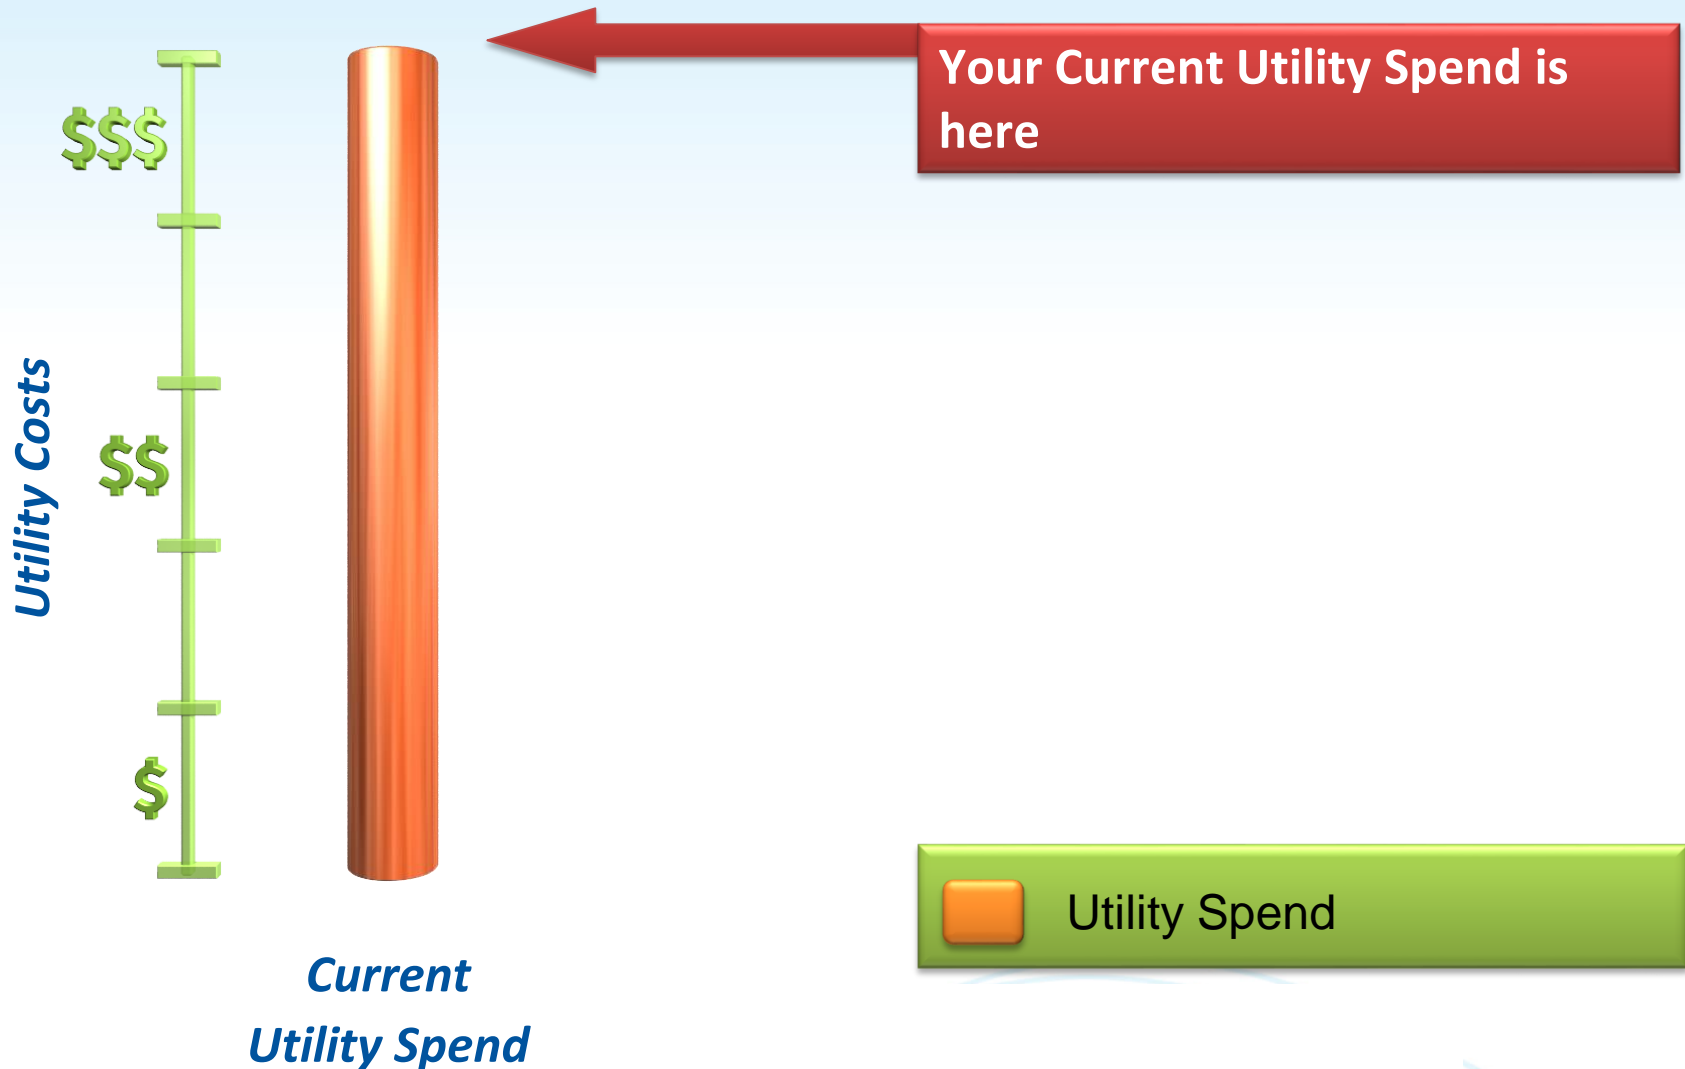 Your Current Utility Spend is
here
$$$
Utility Costs
$$
$
Utility Spend
Current
Utility Spend